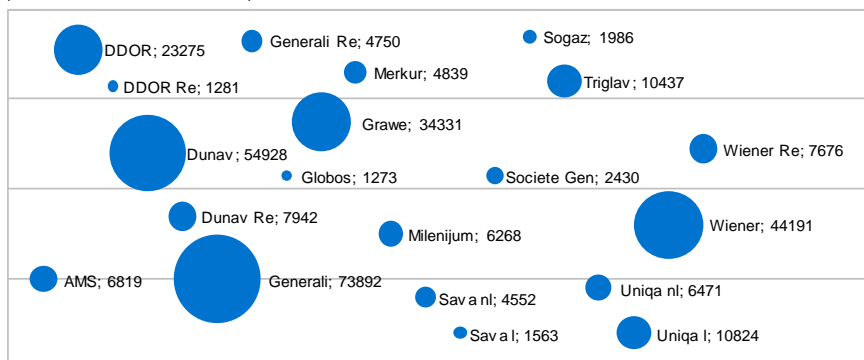 DDOR; 23275
Generali Re; 4750
Sogaz; 1986
Merkur; 4839
DDOR Re; 1281
Triglav; 10437
Grawe; 34331
Dunav; 54928
Wiener Re; 7676
Globos; 1273
Societe Gen; 2430
Dunav Re; 7942
Milenijum; 6268
Wiener; 44191
AMS; 6819
Generali; 73892
Sava nl; 4552
Uniqa nl; 6471
Sava l; 1563
Uniqa l; 10824